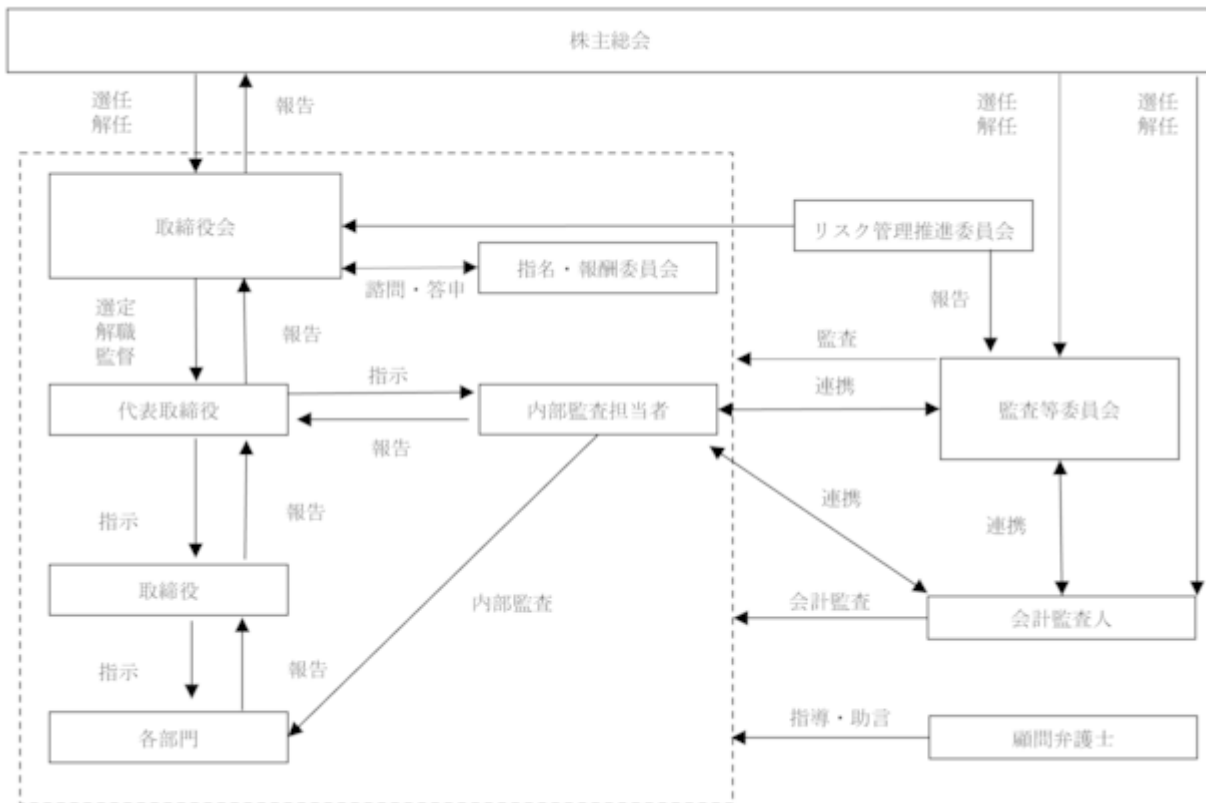 株主総会
選任
解任
報告
選任
解任
選任
解任
取締役会
リスク管理推進委員会
指名・報酬委員会
諮問・答申
報告
選定
解職
監督
報告
監査
指示
連携
代表取締役
内部監査担当者
監査等委員会
報告
連携
指示
報告
連携
取締役
内部監査
会計監査
会計監査人
指示
報告
指導・助言
各部門
顧問弁護士